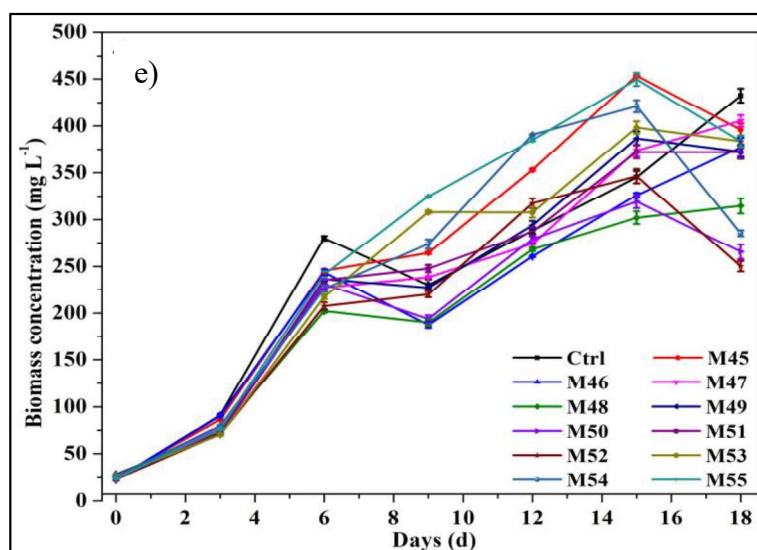 e)
Biomass concentration (mg L⁻¹)
500
450
400
350
300
250
200
150
100
50
0
Ctrl M45
M46 M47
M48 M49
M50 M51
M52 M53
M54 M55
0 2 4 6 8 10 12 14 16 18
Days (d)